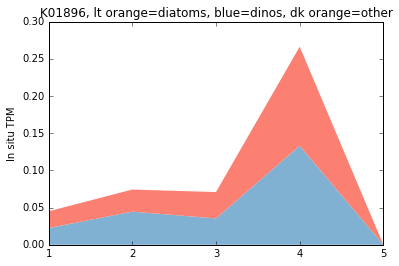 K01896, lt orange=diatoms, blue=dinos, dk orange=other
0.30
0.25
0.20
0.15
0.10
0.05
0.00
In situ TPM
1 2 3 4 5